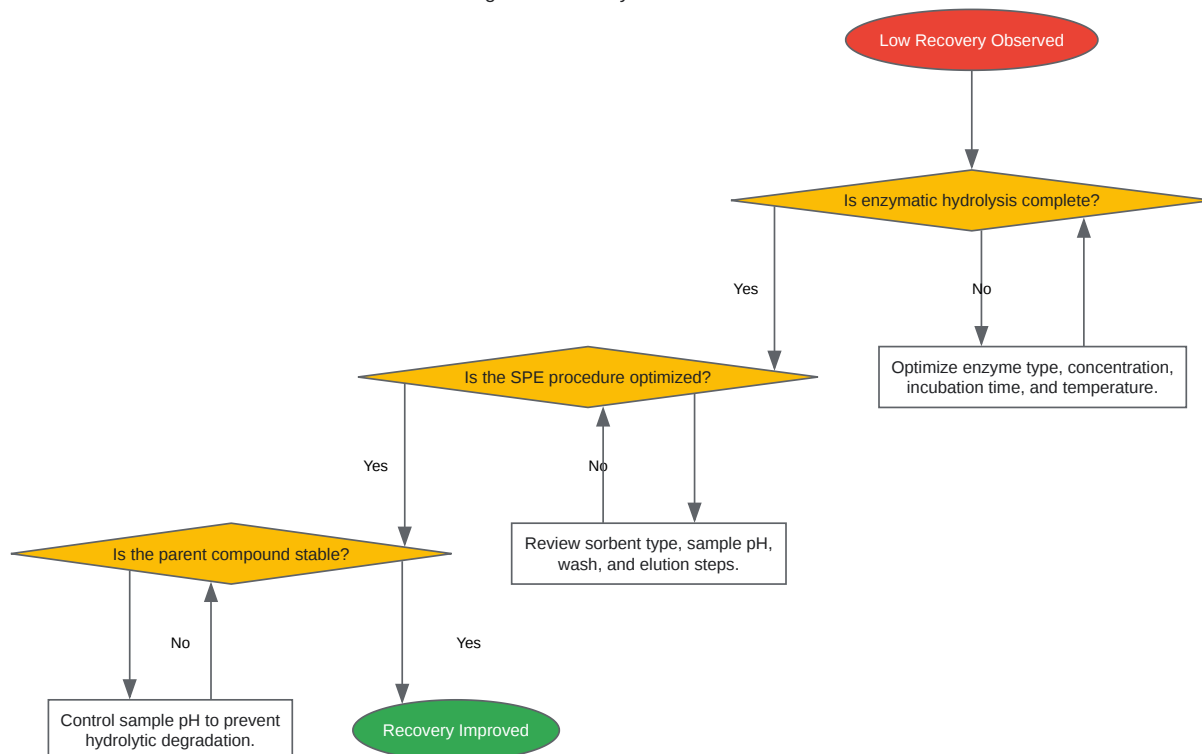 Low Recovery Observed
Is enzymatic hydrolysis complete?
Yes
No
Optimize enzyme type, concentration,
incubation time, and temperature.
Is the SPE procedure optimized?
Yes
No
Review sorbent type, sample pH,
wash, and elution steps.
Is the parent compound stable?
No
Yes
Control sample pH to prevent
hydrolytic degradation.
Recovery Improved